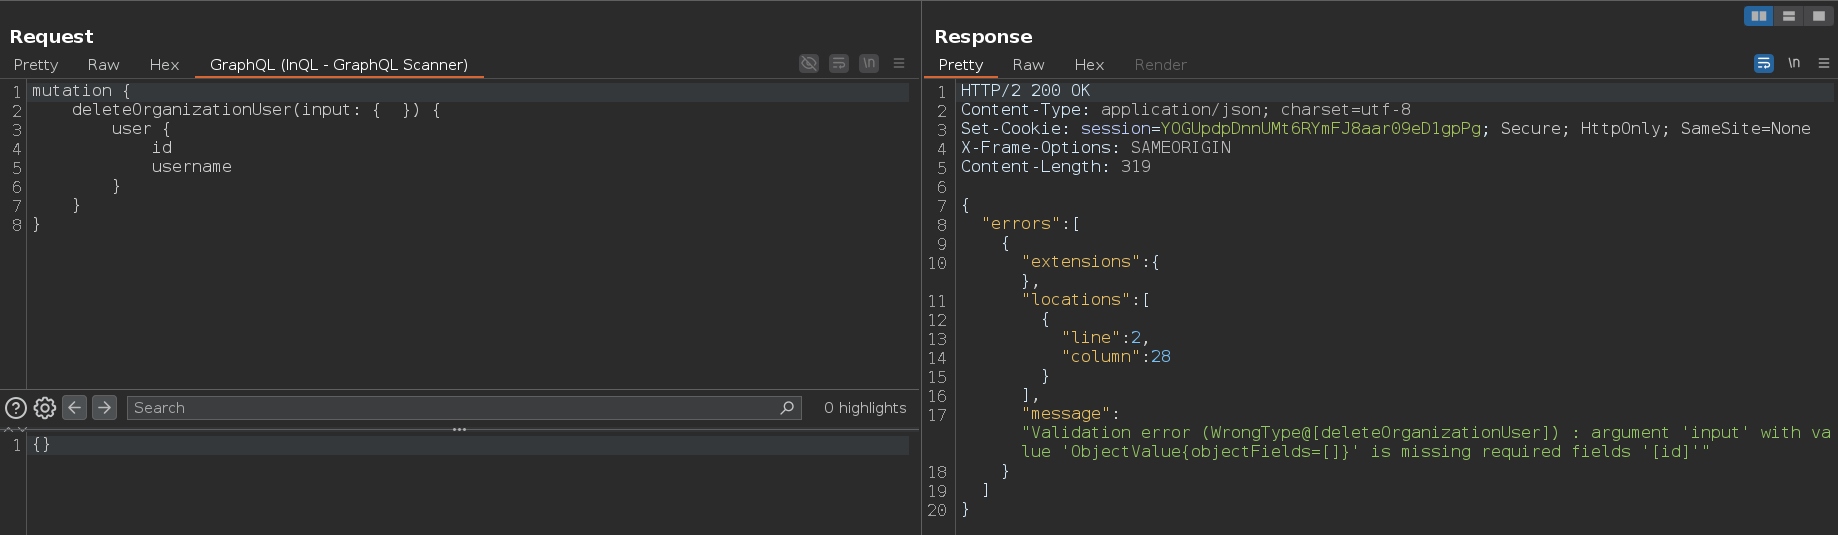 Request
Pretty Raw Hex GraphQL (InQL - GraphQL Scanner) \n
1 mutation {
2 deleteOrganizationUser(input: {  }) {
3 user {
4 id
5 username
6 }
7 }
8 }
Search 0 highlights
1 {}
Response
Pretty Raw Hex Render \n
1 HTTP/2 200 OK
2 Content-Type: application/json; charset=utf-8
3 Set-Cookie: session=YOGUpdpDnnUMt6RYmFJ8aar09eD1gpPg; Secure; HttpOnly; SameSite=None
4 X-Frame-Options: SAMEORIGIN
5 Content-Length: 319
6
7 {
8 "errors":[
9 {
10 "extensions":{
},
11 "locations":[
12 {
13 "line":2,
14 "column":28
15 }
16 ],
17 "message":
"Validation error (WrongType@[deleteOrganizationUser]) : argument 'input' with va
lue 'ObjectValue{objectFields=[]}' is missing required fields '[id]'"
18 }
19 ]
20 }